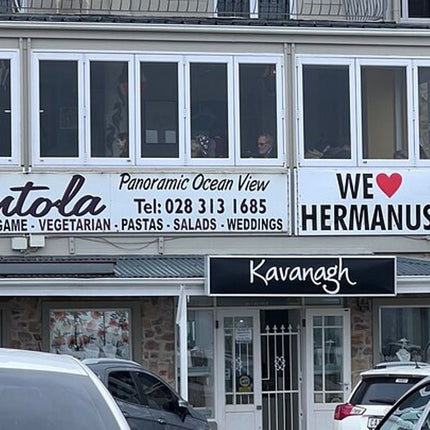 ntola
Panoramic Ocean View
Tel: 028 313 1685
GAME - VEGETARIAN - PASTAS - SALADS - WEDDINGS
WE ❤
HERMANUS
Kavanagh